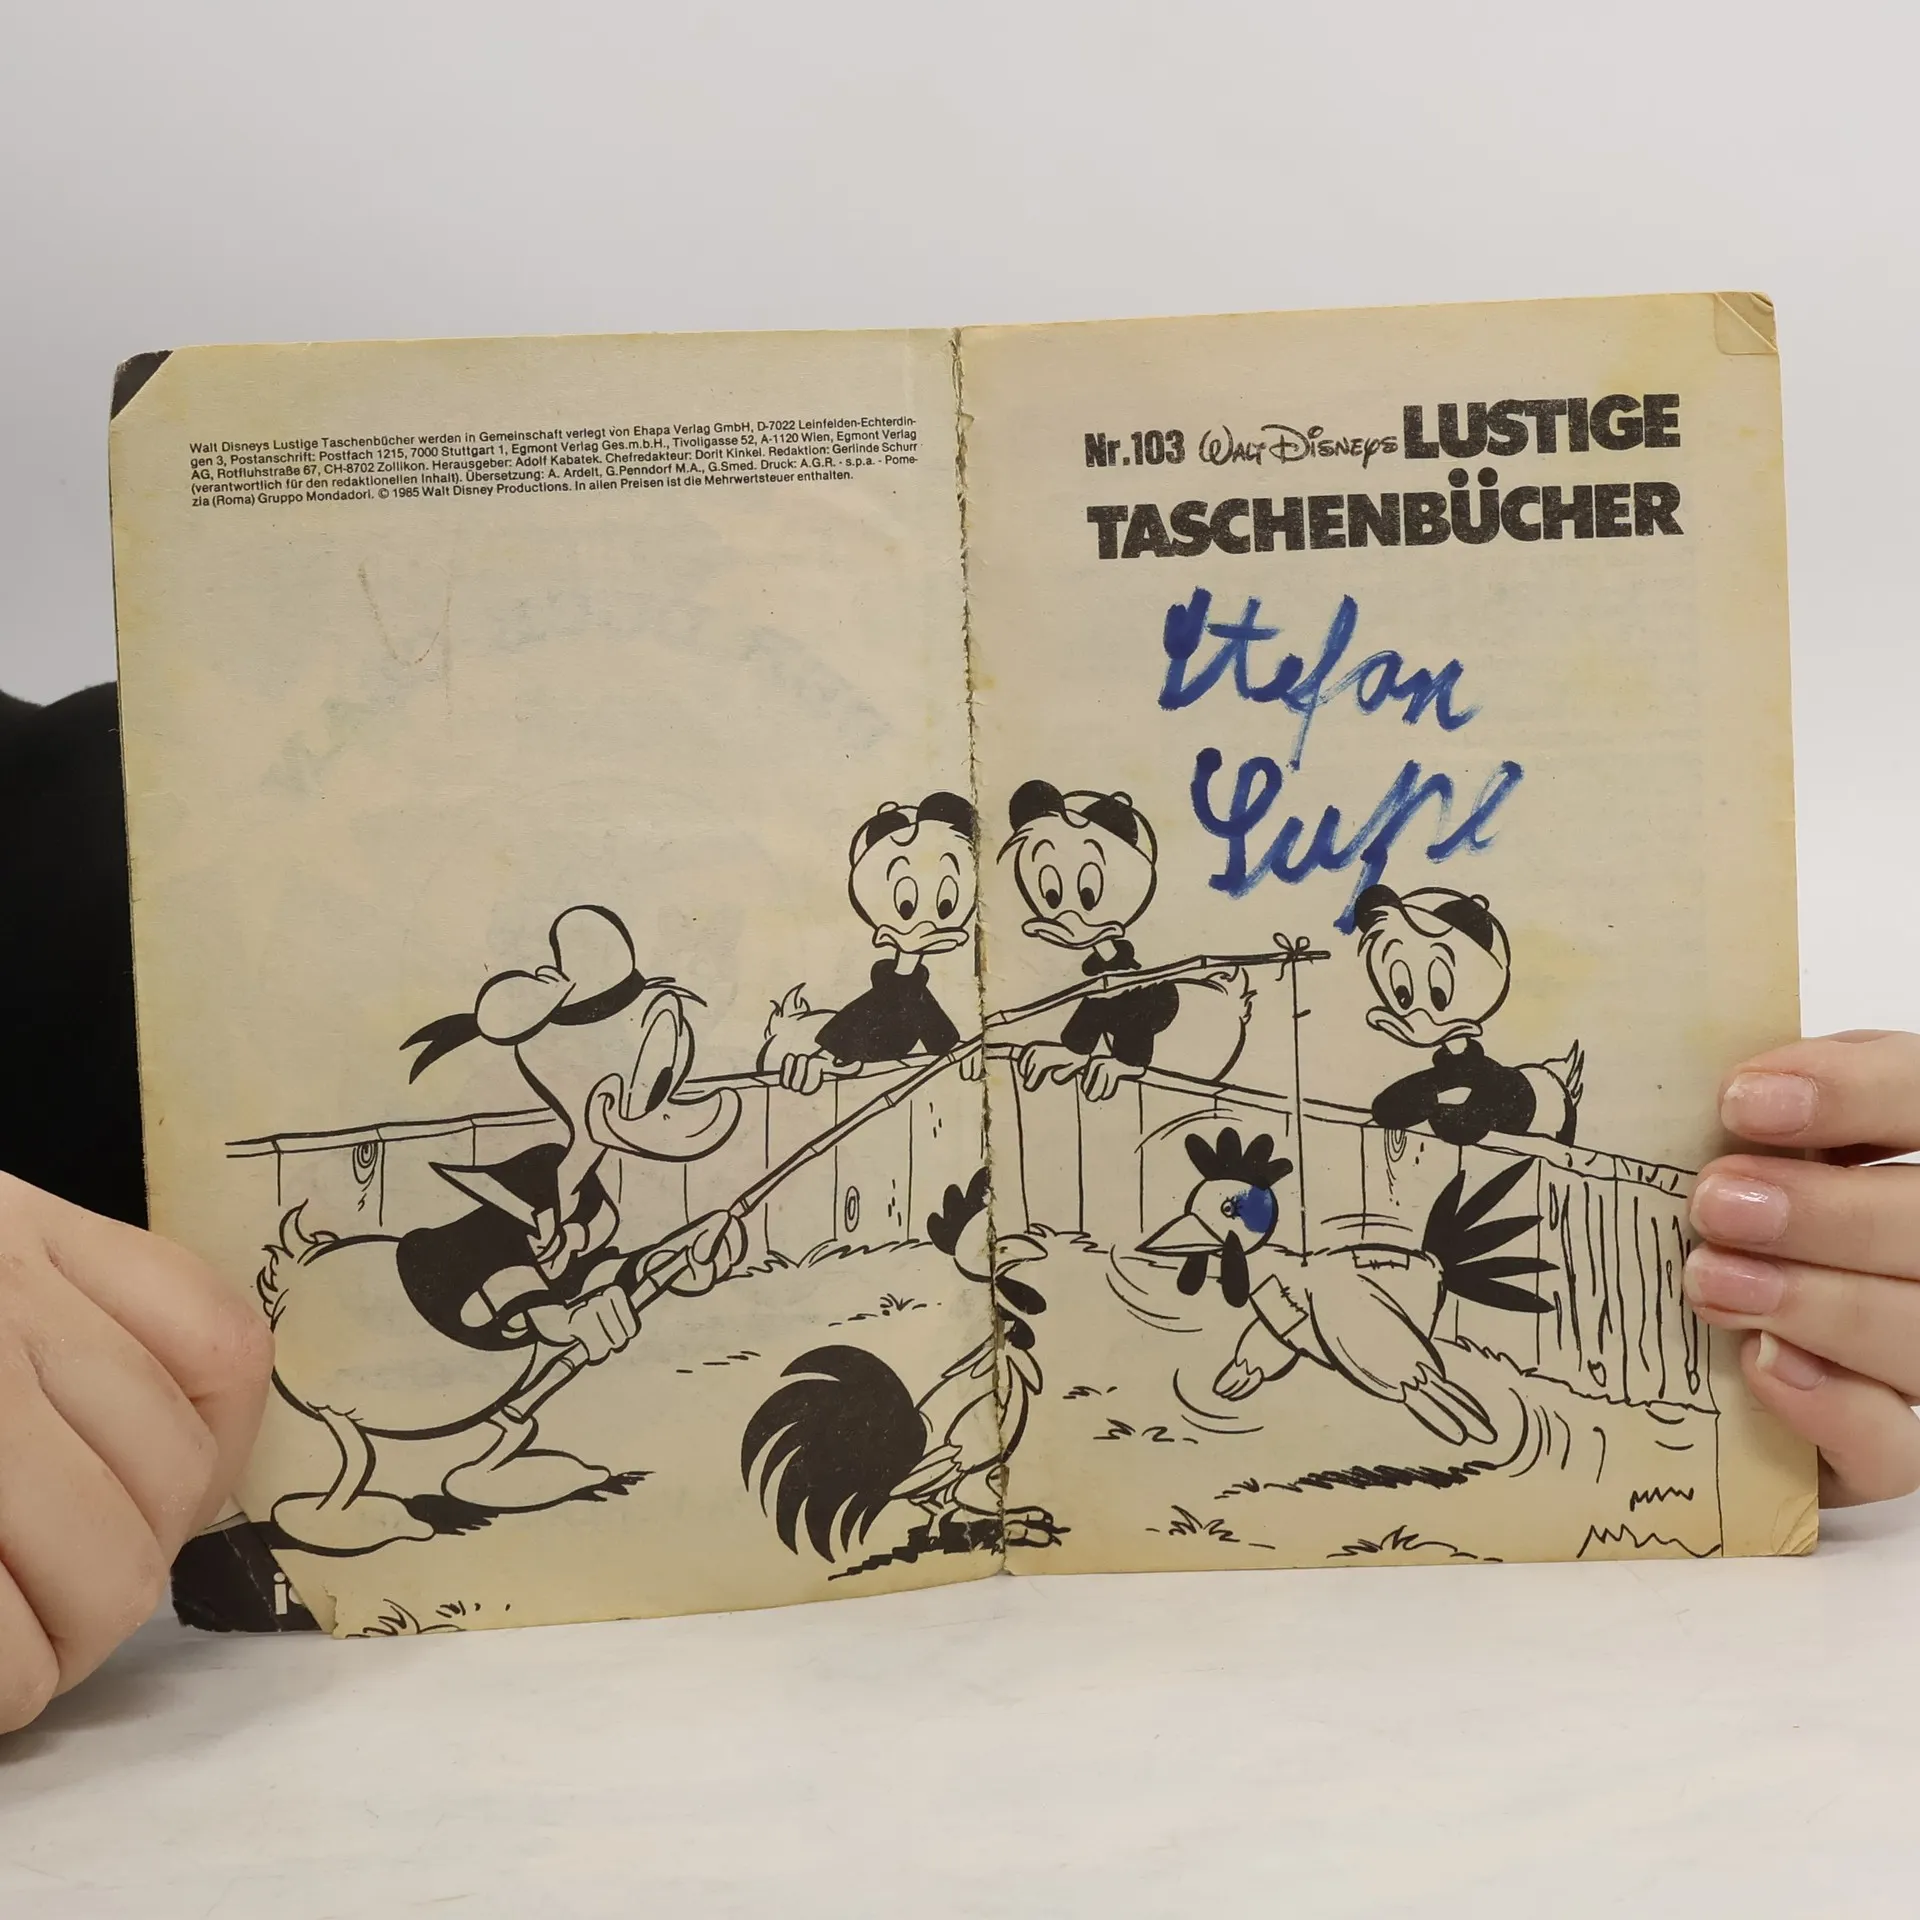 Walt Disneys Lustige Taschenbücher werden in Gemeinschaft verlegt von Ehapa Verlag GmbH, D-7022 Leinfelden-Echterdin-
gen 3, Postanschrift: Postfach 1215, 7000 Stuttgart 1, Egmont Verlag Ges.m.b.H., Tivoligasse 52, A-1120 Wien, Egmont Verlag
AG, Rotfluhstraße 67, CH-8702 Zollikon. Herausgeber: Adolf Kabatek. Chefredakteur: Dorit Kinkel. Redaktion: Gerlinde Schurr
(verantwortlich für den redaktionellen Inhalt). Übersetzung: A. Ardelt, G.Penndorf M.A., G.Smed. Druck: A.G.R. - s.p.a. - Pome-
zia (Roma) Gruppo Mondadori. © 1985 Walt Disney Productions. In allen Preisen ist die Mehrwertsteuer enthalten.
Nr.103 Walt Disneys LUSTIGE
TASCHENBÜCHER
Stefan